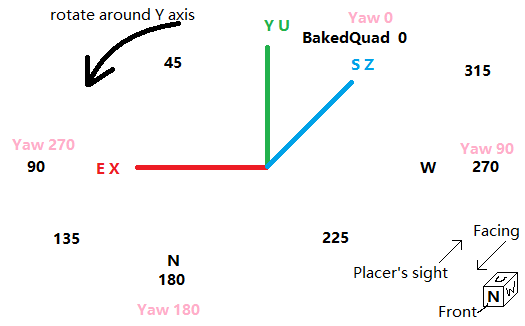 rotate around Y axis
Y U
Yaw 0
BakedQuad 0
45
S Z
315
Yaw 270
Yaw 90
90
E X
W
270
135
225
Facing
N
Placer's sight
180
U
N
W
Yaw 180
Front